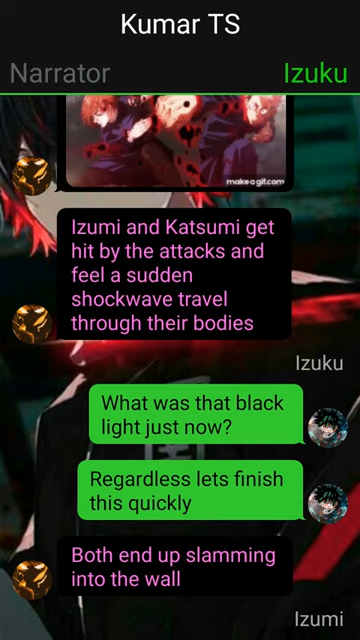 Kumar TS
Narrator
Izuku
makeagif.com
Izumi and Katsumi get
hit by the attacks and
feel a sudden
shockwave travel
through their bodies
Izuku
What was that black
light just now?
Regardless lets finish
this quickly
Both end up slamming
into the wall
Izumi